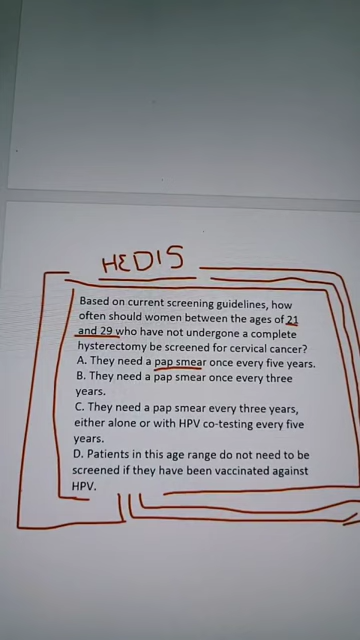 HEDIS
Based on current screening guidelines, how
often should women between the ages of 21
and 29 who have not undergone a complete
hysterectomy be screened for cervical cancer?
A. They need a pap smear once every five years.
B. They need a pap smear once every three
years.
C. They need a pap smear every three years,
either alone or with HPV co-testing every five
years.
D. Patients in this age range do not need to be
screened if they have been vaccinated against
HPV.